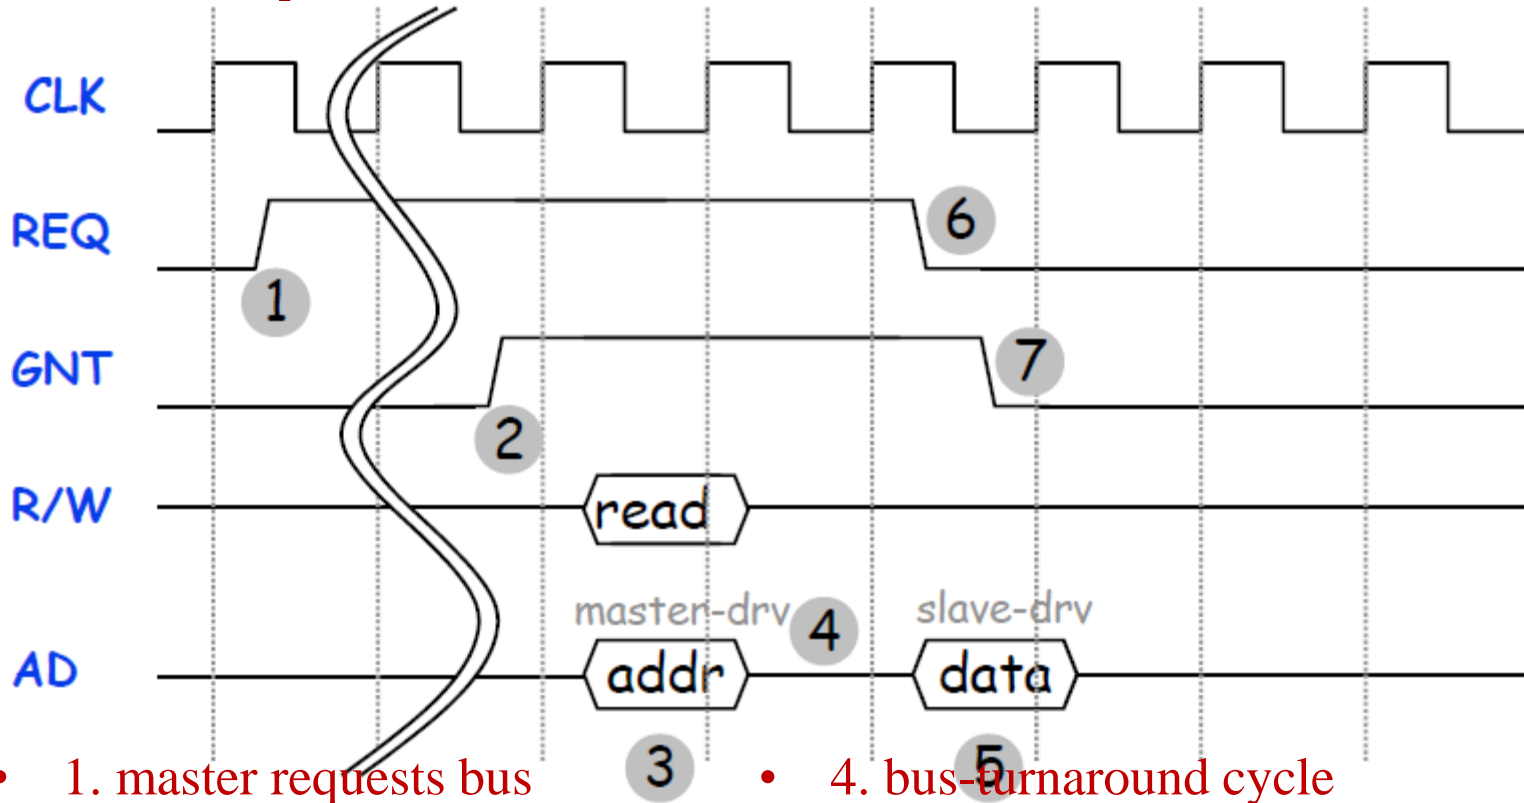 CLK
REQ
6
1
GNT
7
2
R/W
read
master-drv
4
slave-drv
AD
addr
data
3
5
• 1. master requests bus
• 4. bus-turnaround cycle